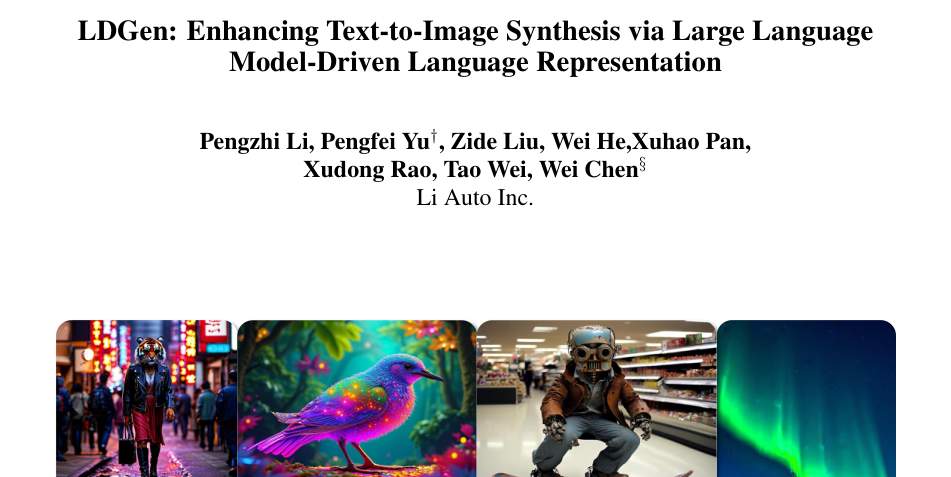 LDGen: Enhancing Text-to-Image Synthesis via Large Language
Model-Driven Language Representation
Pengzhi Li, Pengfei Yu†, Zide Liu, Wei He,Xuhao Pan,
Xudong Rao, Tao Wei, Wei Chen§
Li Auto Inc.